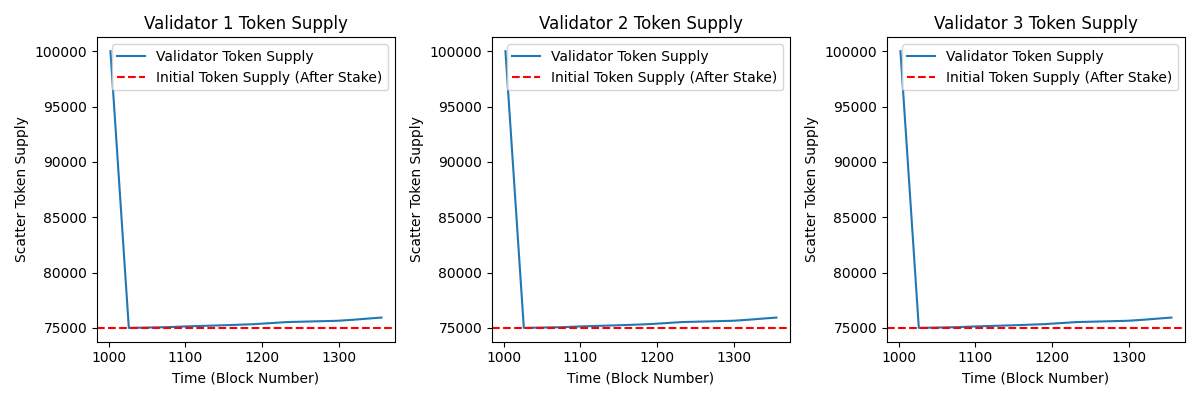 Validator 1 Token Supply
Validator Token Supply
Initial Token Supply (After Stake)
100000
95000
90000
85000
80000
75000
Scatter Token Supply
1000 1100 1200 1300
Time (Block Number)
Validator 2 Token Supply
Validator Token Supply
Initial Token Supply (After Stake)
100000
95000
90000
85000
80000
75000
Scatter Token Supply
1000 1100 1200 1300
Time (Block Number)
Validator 3 Token Supply
Validator Token Supply
Initial Token Supply (After Stake)
100000
95000
90000
85000
80000
75000
Scatter Token Supply
1000 1100 1200 1300
Time (Block Number)